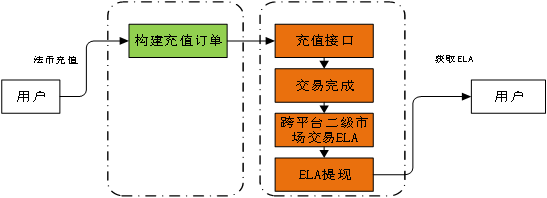 法币充值
用户
构建充值订单
充值接口
交易完成
跨平台二级市
场交易ELA
ELA提现
获取ELA
用户